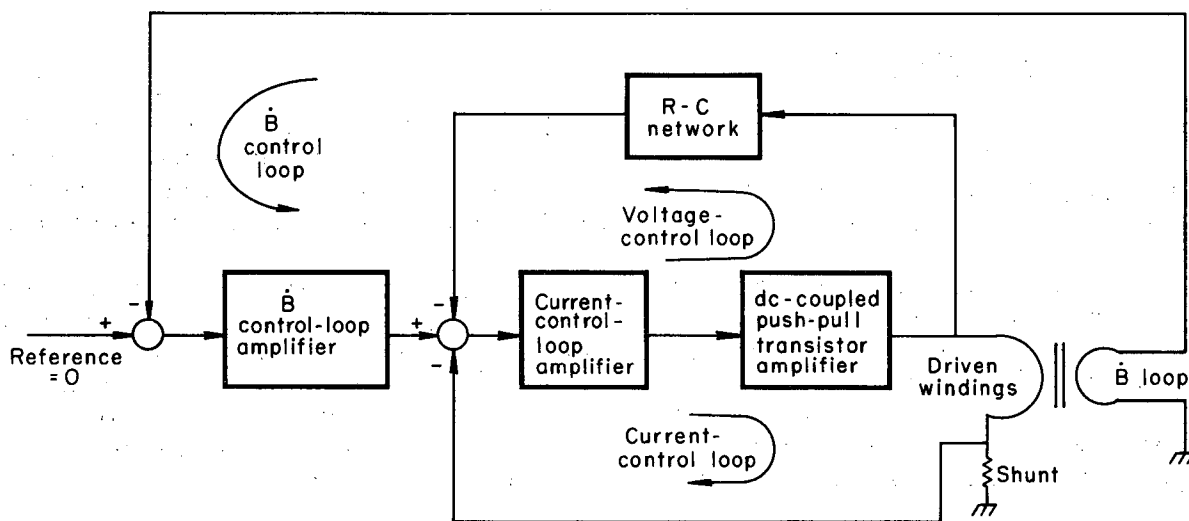 R-C
network
Ḃ
control
loop
Voltage-
control loop
-
+
Reference
=0
Ḃ
control-loop
amplifier
-
+
-
Current-
control-
loop
amplifier
dc-coupled
push-pull
transistor
amplifier
Driven
windings
Ḃ loop
Current-
control loop
Shunt